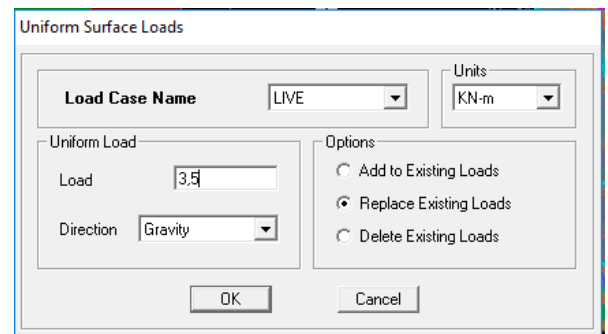 Uniform Surface Loads
Units
Load Case Name LIVE KN-m
Uniform Load Options
Load 3,5 Add to Existing Loads
Replace Existing Loads
Direction Gravity Delete Existing Loads
OK Cancel